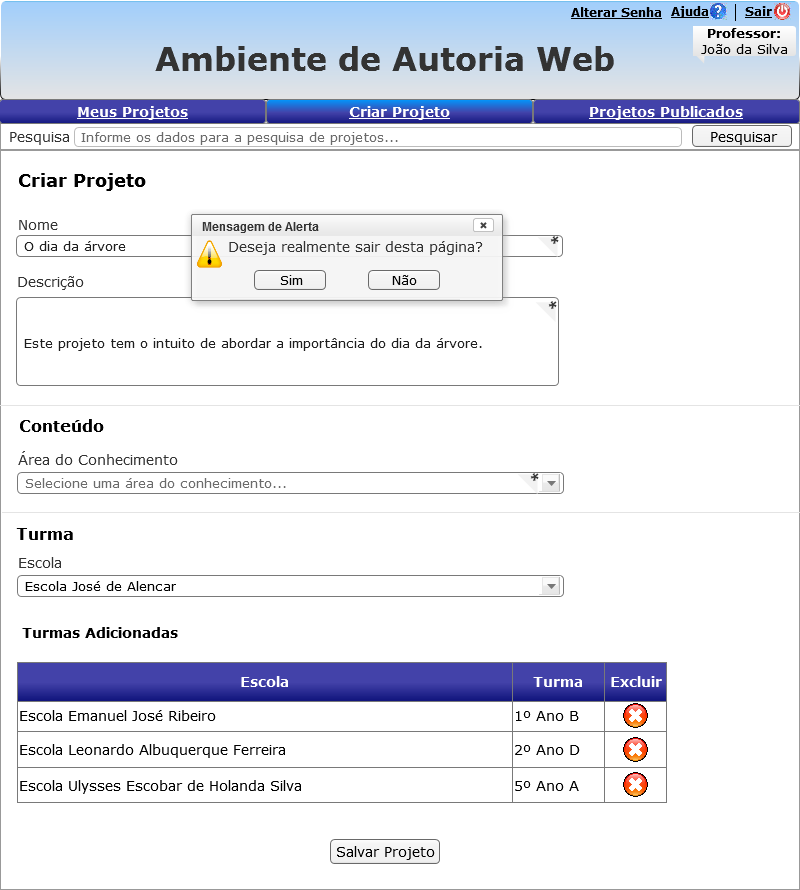 Alterar Senha Ajuda ? Sair
Professor:
João da Silva
Ambiente de Autoria Web
Meus Projetos Criar Projeto Projetos Publicados
Pesquisa Informe os dados para a pesquisa de projetos... Pesquisar
Criar Projeto
Nome
O dia da árvore *
Mensagem de Alerta
Deseja realmente sair desta página?
Sim Não
Descrição
*
Este projeto tem o intuito de abordar a importância do dia da árvore.
Conteúdo
Área do Conhecimento
Selecione uma área do conhecimento... *
Turma
Escola
Escola José de Alencar
Turmas Adicionadas
Escola Turma Excluir
Escola Emanuel José Ribeiro 1º Ano B
Escola Leonardo Albuquerque Ferreira 2º Ano D
Escola Ulysses Escobar de Holanda Silva 5º Ano A
Salvar Projeto